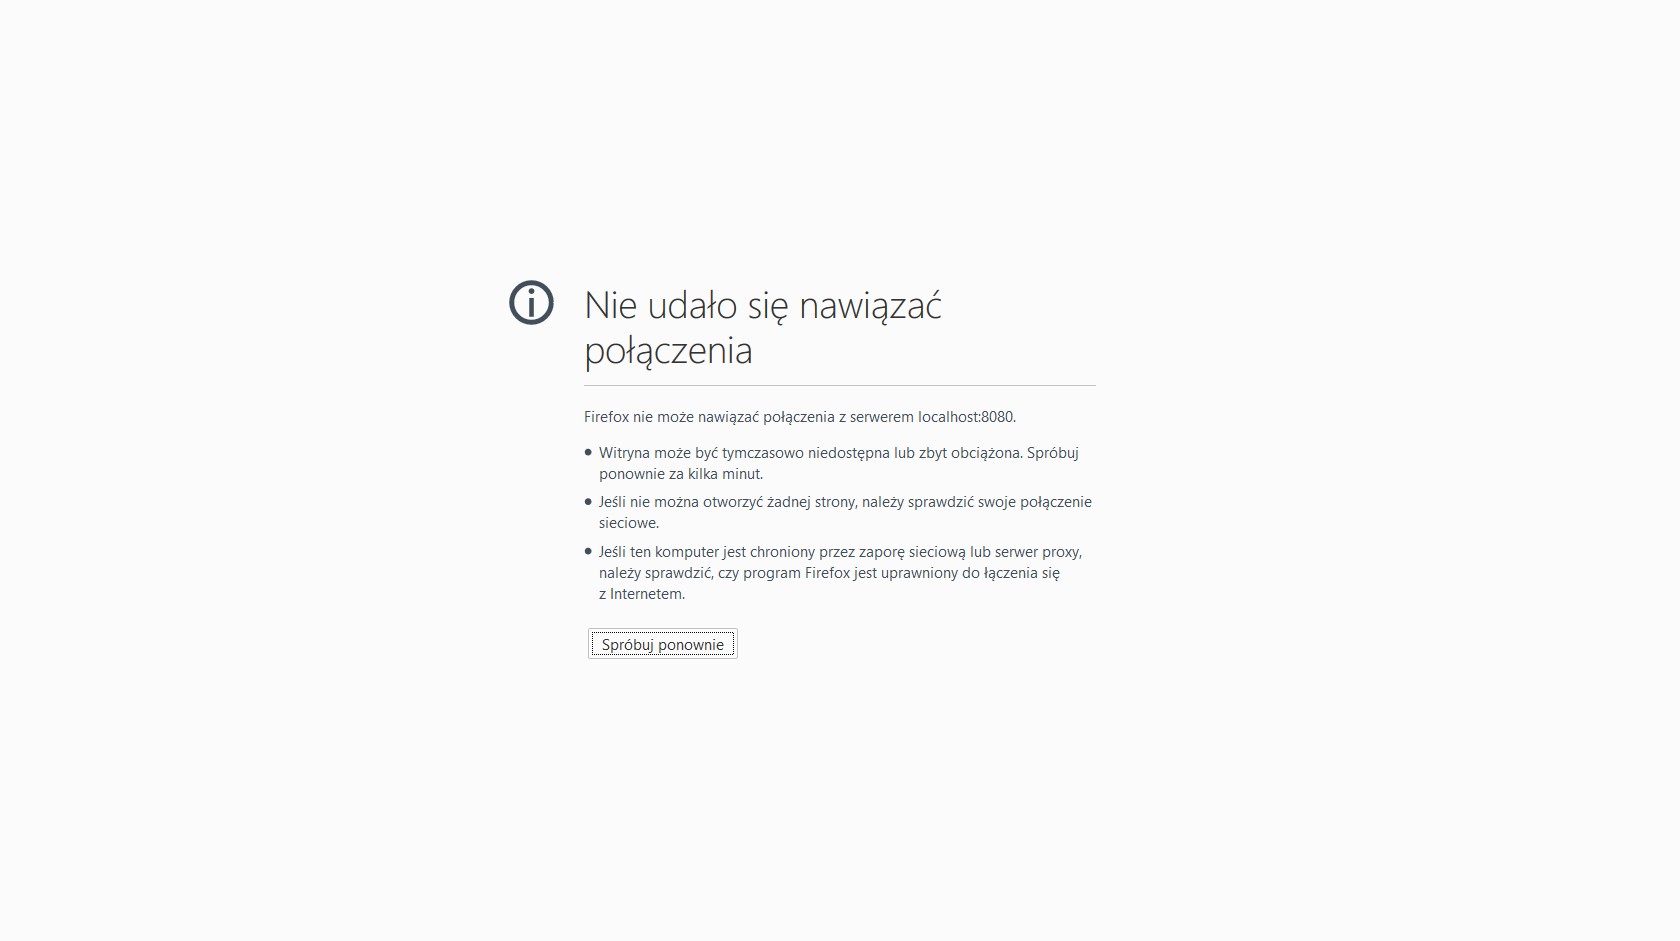 Nie udało się nawiązać
połączenia
Firefox nie może nawiązać połączenia z serwerem localhost:8080.
Witryna może być tymczasowo niedostępna lub zbyt obciążona. Spróbuj
ponownie za kilka minut.
Jeśli nie można otworzyć żadnej strony, należy sprawdzić swoje połączenie
sieciowe.
Jeśli ten komputer jest chroniony przez zaporę sieciową lub serwer proxy,
należy sprawdzić, czy program Firefox jest uprawniony do łączenia się
z Internetem.
Spróbuj ponownie